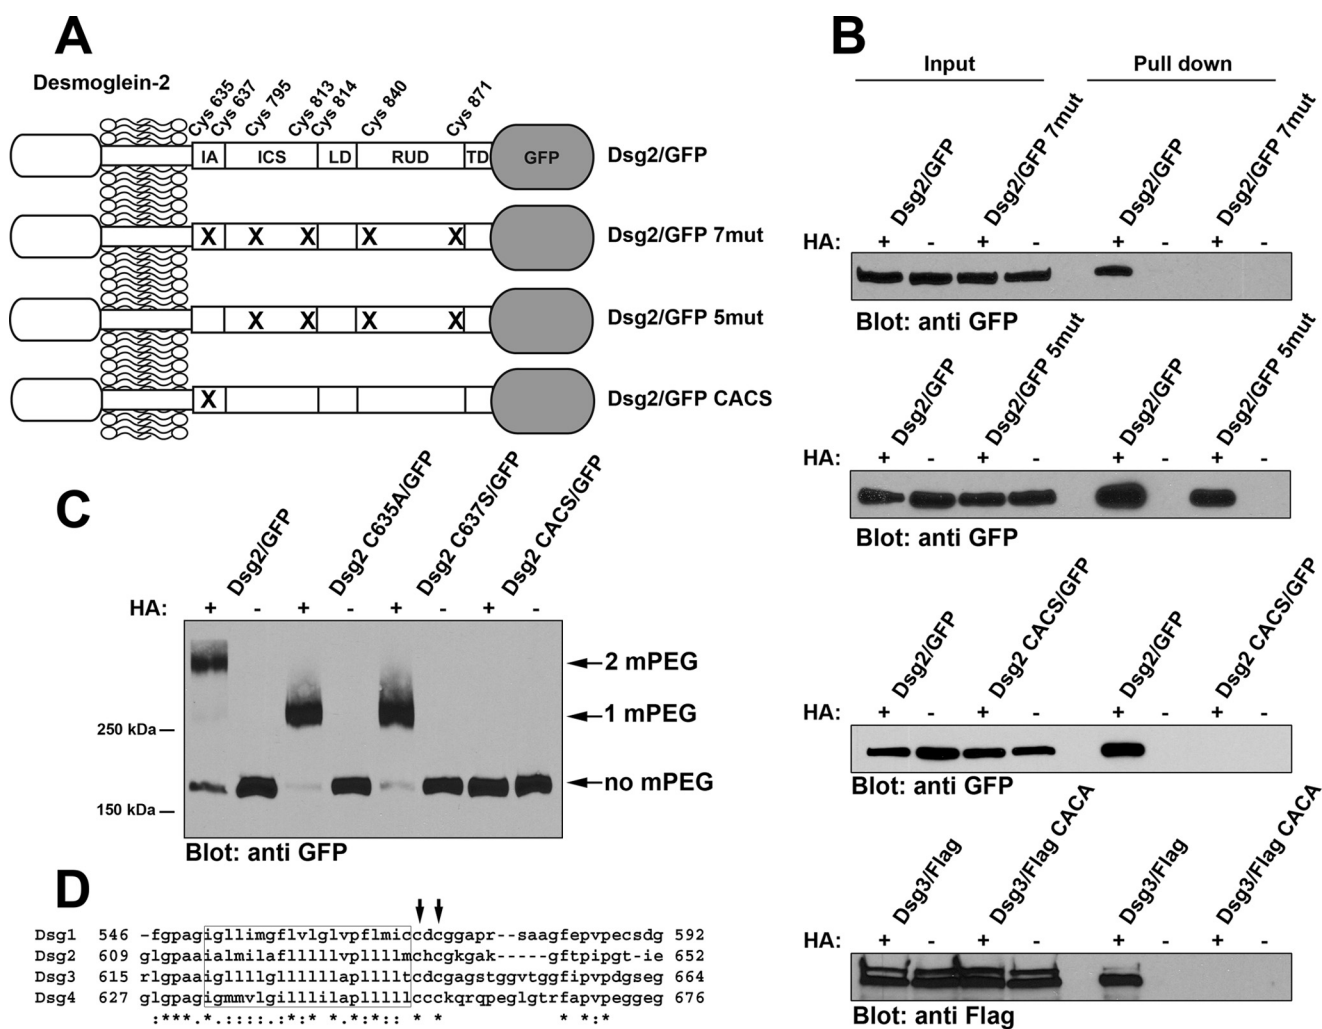 A
Desmoglein-2
Cys 635
Cys 637
Cys 795
Cys 813
Cys 814
Cys 840
Cys 871
IA ICS LD RUD TD GFP Dsg2/GFP
X X X X X Dsg2/GFP 7mut
X X X X Dsg2/GFP 5mut
X Dsg2/GFP CACS
B
Input Pull down
Dsg2/GFP Dsg2/GFP 7mut Dsg2/GFP Dsg2/GFP 7mut
HA: + - + - + - + -
Blot: anti GFP
Dsg2/GFP Dsg2/GFP 5mut Dsg2/GFP Dsg2/GFP 5mut
HA: + - + - + - + -
Blot: anti GFP
Dsg2/GFP Dsg2 CACS/GFP Dsg2/GFP Dsg2 CACS/GFP
HA: + - + - + - + -
Blot: anti GFP
Dsg3/Flag Dsg3/Flag CACA Dsg3/Flag Dsg3/Flag CACA
HA: + - + - + - + -
Blot: anti Flag
C
Dsg2/GFP Dsg2 C635A/GFP Dsg2 C637S/GFP Dsg2 CACS/GFP
HA: + - + - + - + -
2 mPEG
1 mPEG
250 kDa
no mPEG
150 kDa
Blot: anti GFP
D
Dsg1 546 -fgpagigllimgflvlglvpflmiccdcggapr--saagfepvpecsdg 592
Dsg2 609 glgpaaialmilafllllllvpllllmchcgkgak-----gftpipgt-ie 652
Dsg3 615 rlgpaaigllllgllllllapllll​tcdcgagstggvtggfipvpdgseg 664
Dsg4 627 glgpagigmmvlgilllilapllllllccckqrqpeglgtrfapvpeggeg 676
:***.*.::::.:*:* *.*:*:: * * * **:*